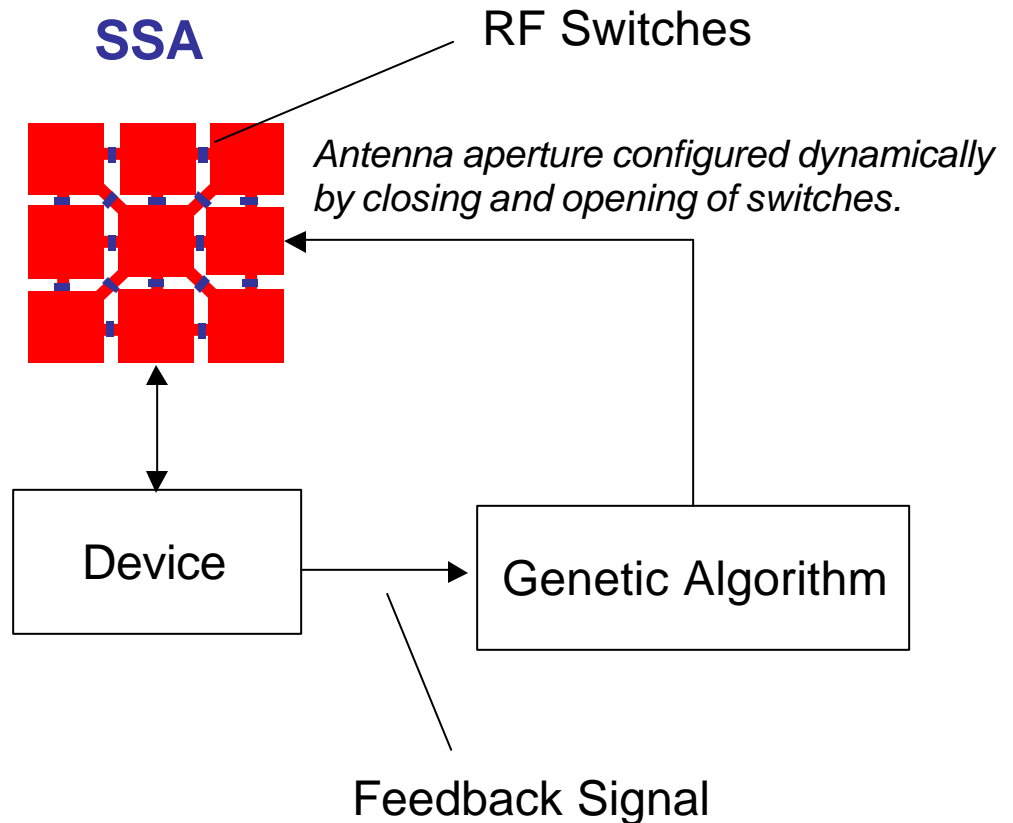 SSA
RF Switches
Antenna aperture configured dynamically
by closing and opening of switches.
Device
Genetic Algorithm
Feedback Signal